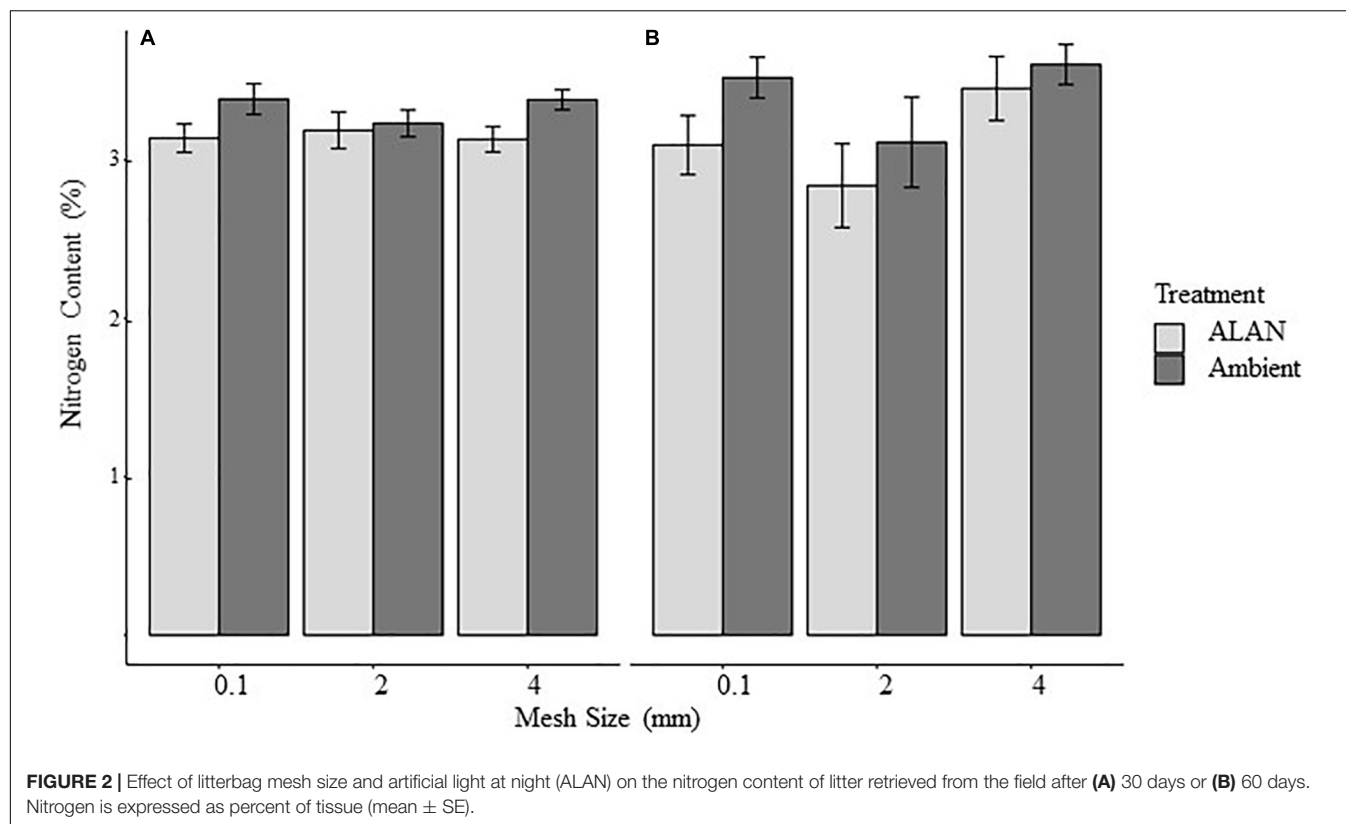 A
B
Nitrogen Content (%)
3
2
1
0.1
2
4
0.1
2
4
Mesh Size (mm)
Treatment
ALAN
Ambient
FIGURE 2 | Effect of litterbag mesh size and artificial light at night (ALAN) on the nitrogen content of litter retrieved from the field after (A) 30 days or (B) 60 days.
Nitrogen is expressed as percent of tissue (mean ± SE).